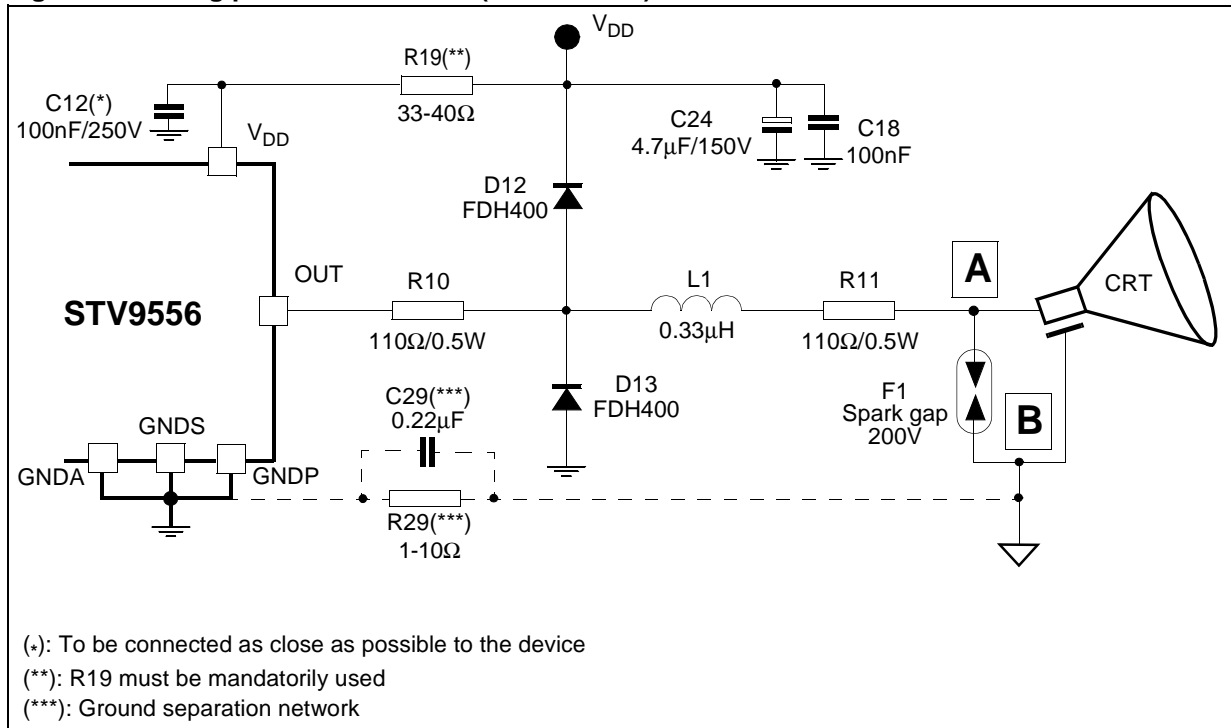 V_DD
R19(**)
33-40Ω
C12(*)
100nF/250V
V_DD
C24
4.7μF/150V
C18
100nF
D12
FDH400
OUT
STV9556
R10
110Ω/0.5W
L1
0.33μH
R11
110Ω/0.5W
A
CRT
D13
FDH400
F1
Spark gap
200V
B
C29(***)
0.22μF
GNDS
GNDA
GNDP
R29(***)
1-10Ω
(*): To be connected as close as possible to the device
(**): R19 must be mandatorily used
(***): Ground separation network